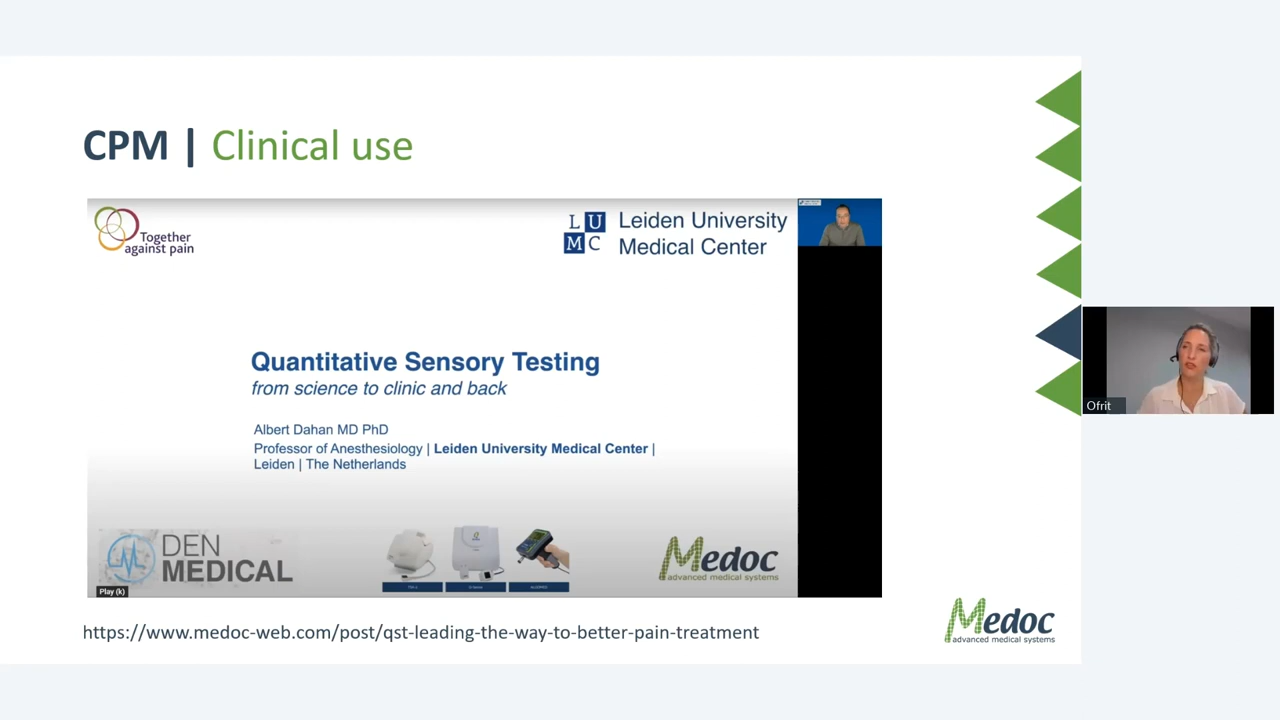 CPM | Clinical use
Together
against pain
L U
M C
Leiden University
Medical Center
Quantitative Sensory Testing
from science to clinic and back
Albert Dahan MD PhD
Professor of Anesthesiology | Leiden University Medical Center |
Leiden | The Netherlands
DEN
MEDICAL
Medoc
advanced medical systems
Play (k)
https://www.medoc-web.com/post/qst-leading-the-way-to-better-pain-treatment
Medoc
advanced medical systems
Ofrit